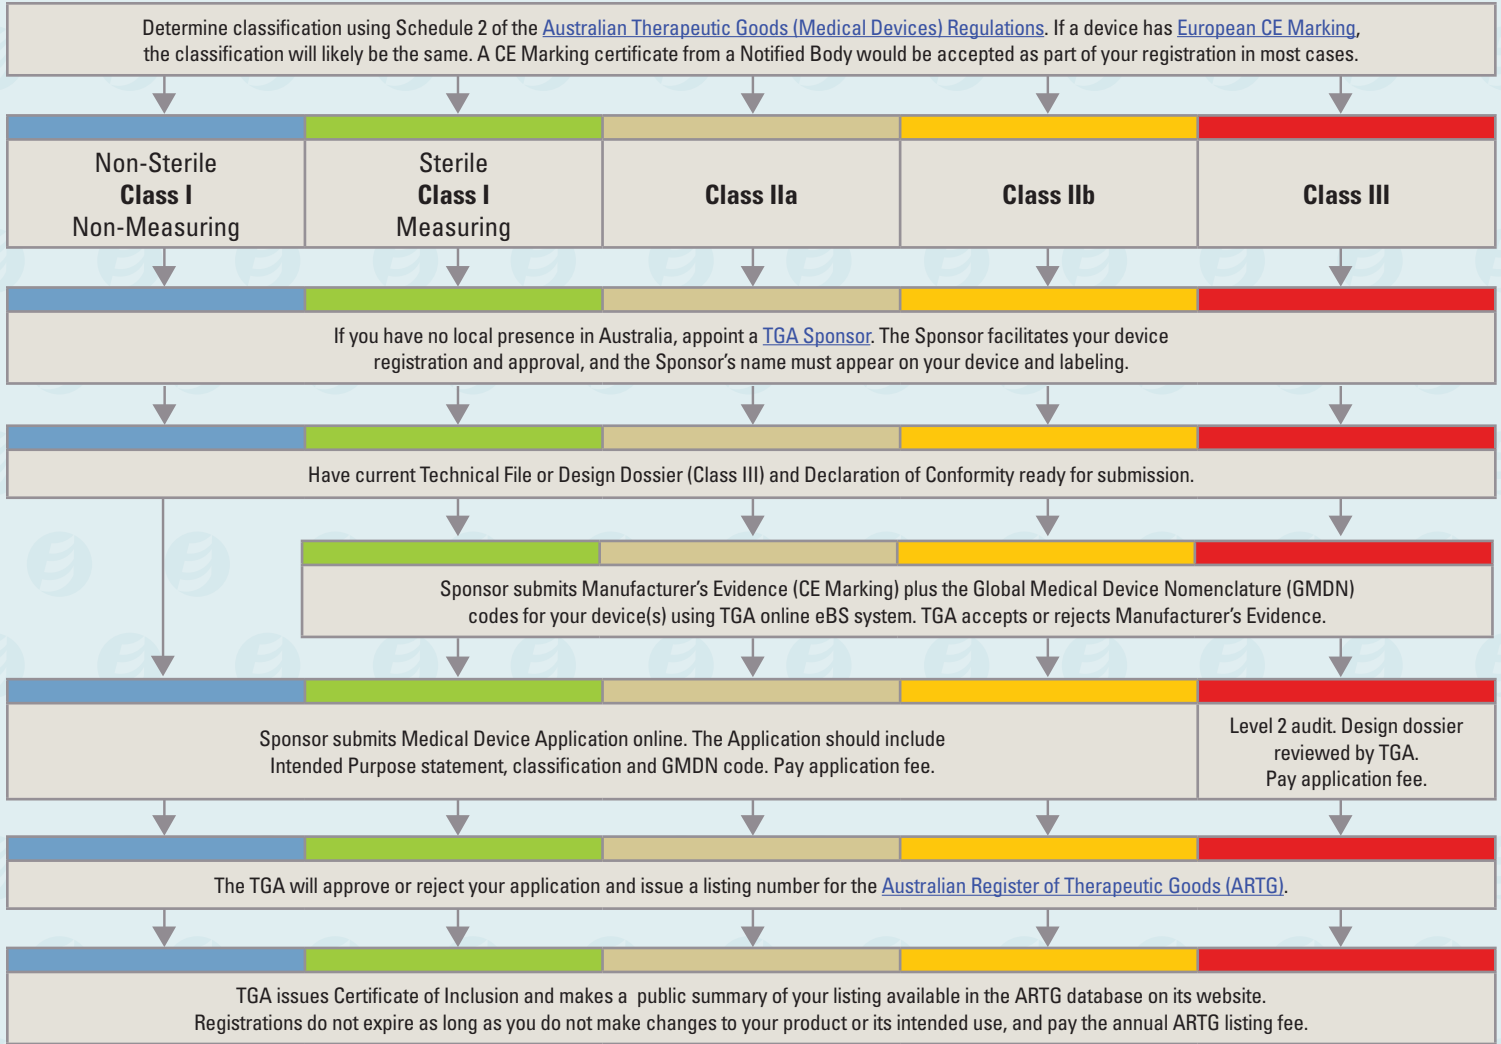 Determine classification using Schedule 2 of the Australian Therapeutic Goods (Medical Devices) Regulations. If a device has European CE Marking,
the classification will likely be the same. A CE Marking certificate from a Notified Body would be accepted as part of your registration in most cases.
Non-Sterile
Class I
Non-Measuring
Sterile
Class I
Measuring
Class IIa
Class IIb
Class III
If you have no local presence in Australia, appoint a TGA Sponsor. The Sponsor facilitates your device
registration and approval, and the Sponsor's name must appear on your device and labeling.
Have current Technical File or Design Dossier (Class III) and Declaration of Conformity ready for submission.
Sponsor submits Manufacturer's Evidence (CE Marking) plus the Global Medical Device Nomenclature (GMDN)
codes for your device(s) using TGA online eBS system. TGA accepts or rejects Manufacturer's Evidence.
Sponsor submits Medical Device Application online. The Application should include
Intended Purpose statement, classification and GMDN code. Pay application fee.
Level 2 audit. Design dossier
reviewed by TGA.
Pay application fee.
The TGA will approve or reject your application and issue a listing number for the Australian Register of Therapeutic Goods (ARTG).
TGA issues Certificate of Inclusion and makes a public summary of your listing available in the ARTG database on its website.
Registrations do not expire as long as you do not make changes to your product or its intended use, and pay the annual ARTG listing fee.